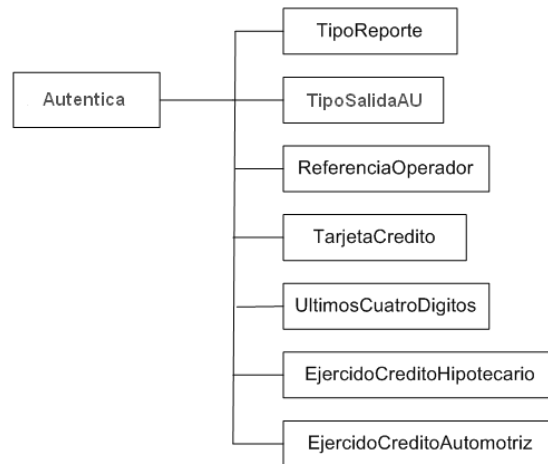 TipoReporte
Autentica
TipoSalidaAU
ReferenciaOperador
TarjetaCredito
UltimosCuatroDigitos
EjercidoCreditoHipotecario
EjercidoCreditoAutomotriz